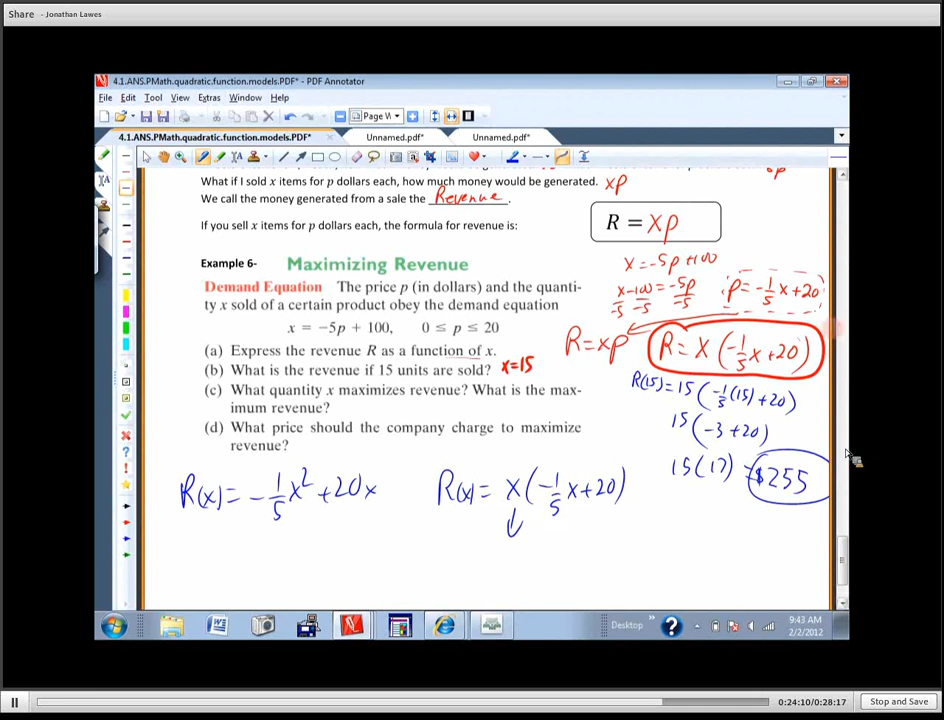 Share - Jonathan Lawes
4.1.ANS.PMath.quadratic.function.models.PDF* - PDF Annotator
File Edit Tool View Extras Window Help
Page W
4.1.ANS.PMath.quadratic.function.models.PDF* Unnamed.pdf* Unnamed.pdf*
What if I sold x items for p dollars each, how much money would be generated. xp
We call the money generated from a sale the Revenue.
If you sell x items for p dollars each, the formula for revenue is:
R = xp
x = -5p + 100
x - 100 = -5p
-5 -5 -5
p = -1/5 x + 20
Example 6- Maximizing Revenue
Demand Equation The price p (in dollars) and the quanti-
ty x sold of a certain product obey the demand equation
x = −5p + 100, 0 ≤ p ≤ 20
R = xp R = x(-1/5 x + 20)
(a) Express the revenue R as a function of x.
(b) What is the revenue if 15 units are sold? x=15
(c) What quantity x maximizes revenue? What is the max-
imum revenue?
(d) What price should the company charge to maximize
revenue?
R(15) = 15(-1/5(15) + 20)
15(-3 + 20)
15(17) = $255
R(x) = -1/5 x² + 20x
R(x) = x(-1/5 x + 20)
Desktop
9:43 AM
2/2/2012
0:24:10/0:28:17
Stop and Save